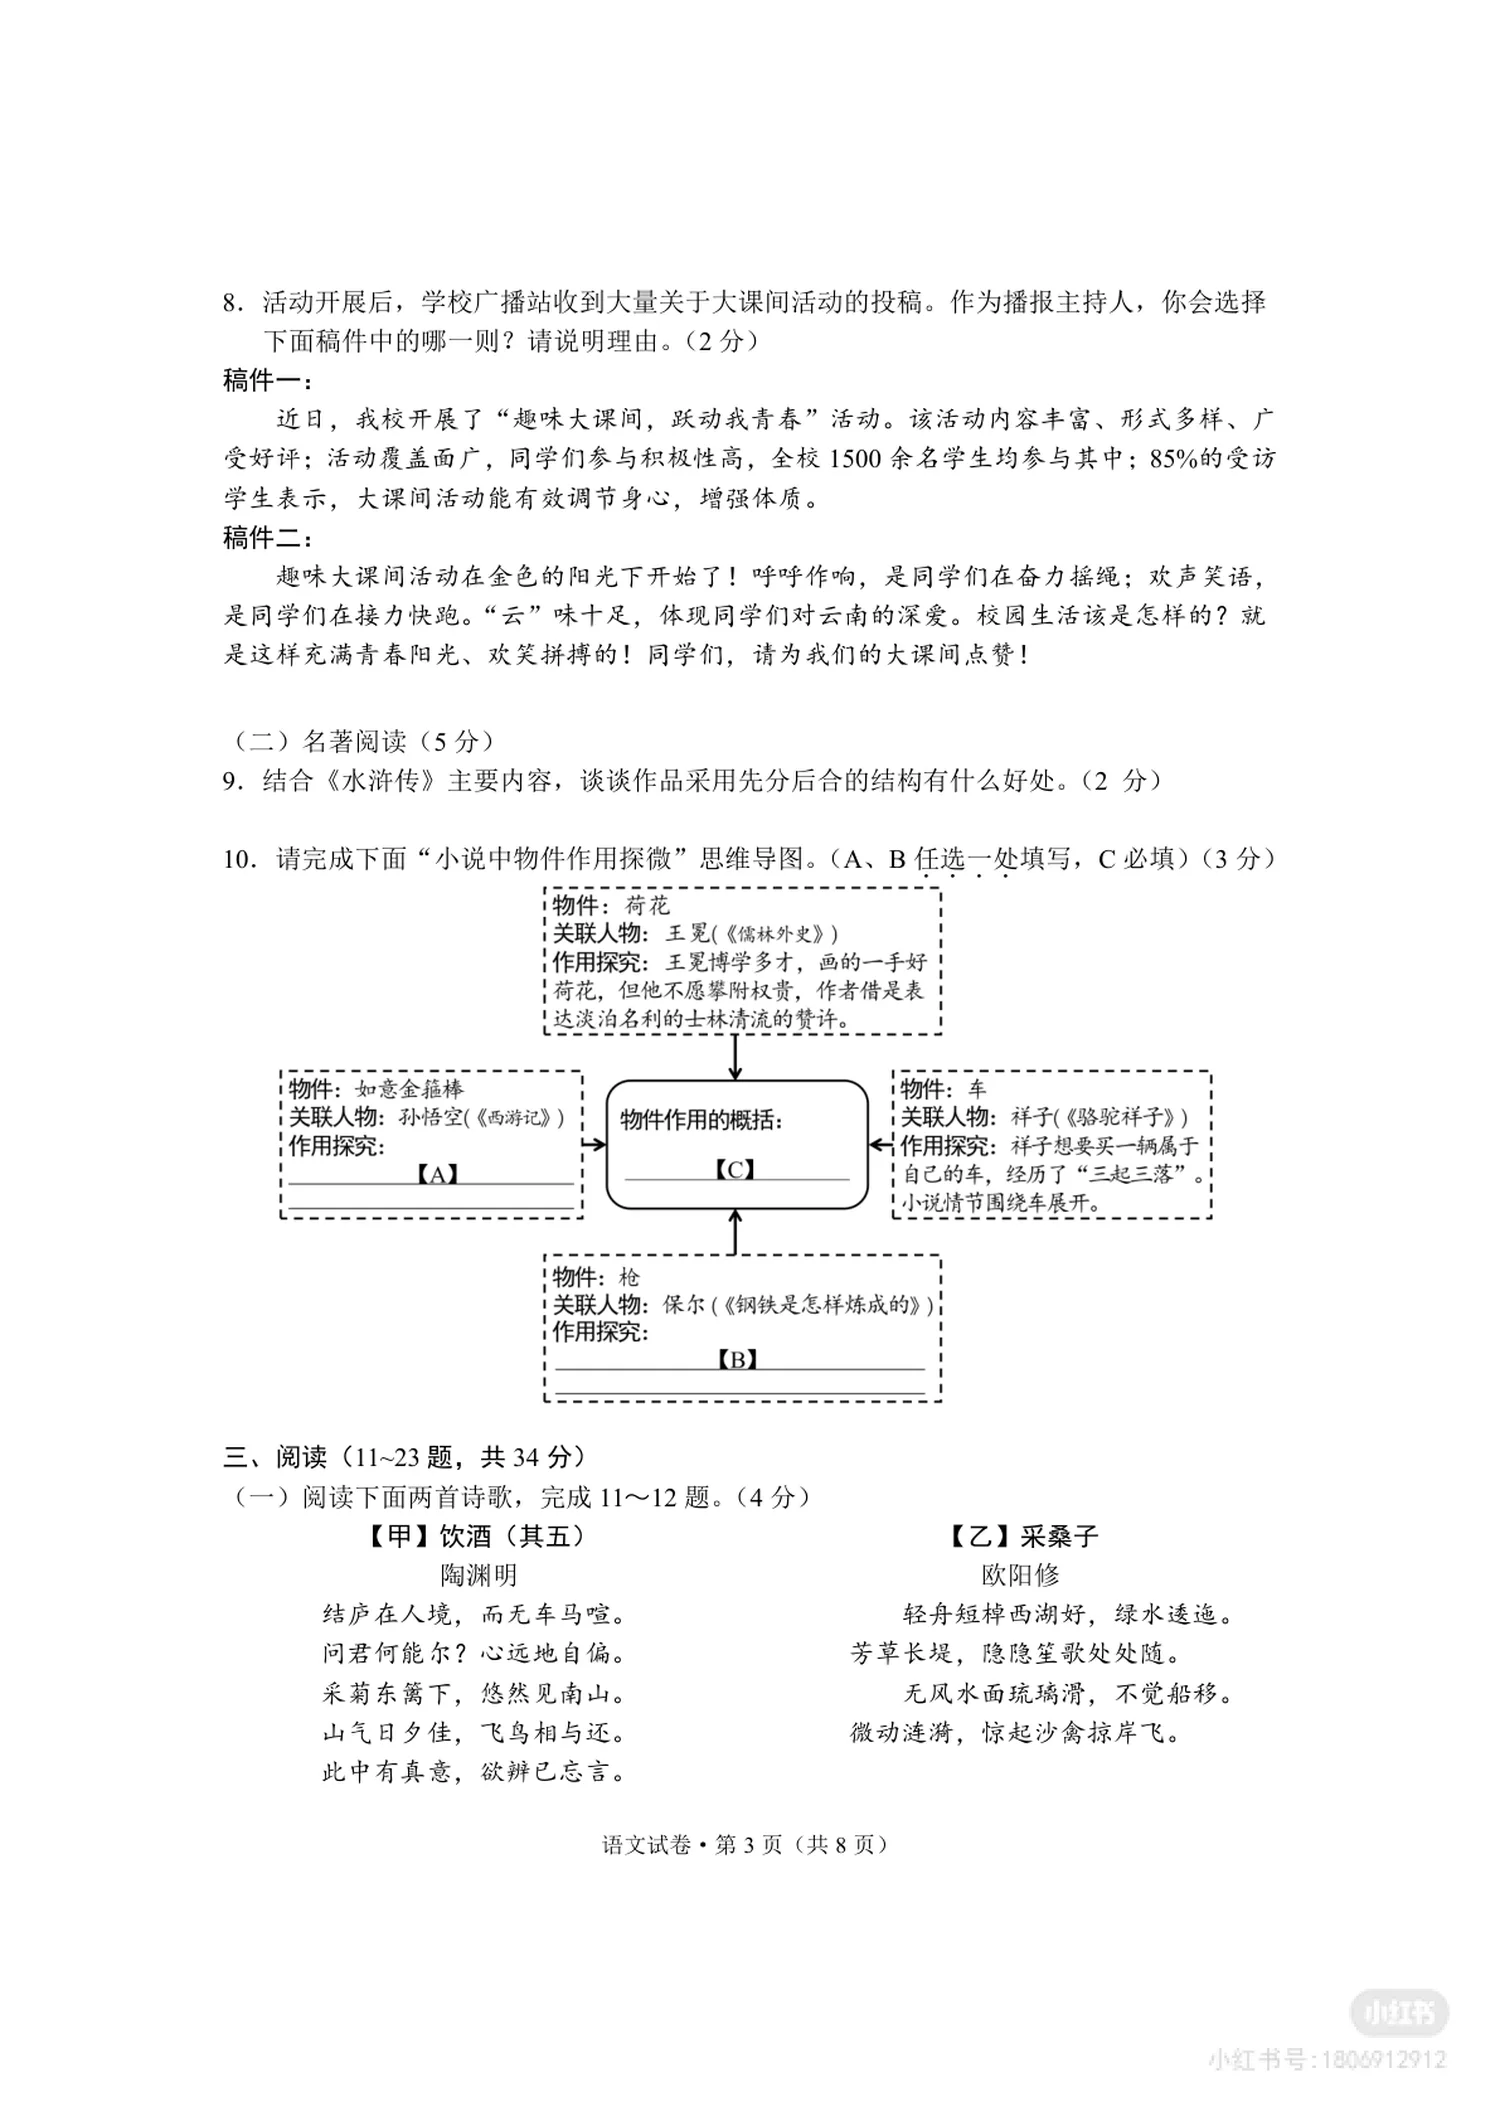 8．活动开展后，学校广播站收到大量关于大课间活动的投稿。作为播报主持人，你会选择
下面稿件中的哪一则？请说明理由。（2 分）
稿件一：
近日，我校开展了“趣味大课间，跃动我青春”活动。该活动内容丰富、形式多样、广
受好评；活动覆盖面广，同学们参与积极性高，全校 1500 余名学生均参与其中；85%的受访
学生表示，大课间活动能有效调节身心，增强体质。
稿件二：
趣味大课间活动在金色的阳光下开始了！呼呼作响，是同学们在奋力摇绳；欢声笑语，
是同学们在接力快跑。“云”味十足，体现同学们对云南的深爱。校园生活该是怎样的？就
是这样充满青春阳光、欢笑拼搏的！同学们，请为我们的大课间点赞！
（二）名著阅读（5 分）
9．结合《水浒传》主要内容，谈谈作品采用先分后合的结构有什么好处。（2 分）
10．请完成下面“小说中物件作用探微”思维导图。（A、B 任选一处填写，C 必填）（3 分）
物件：荷花
关联人物：王冕(《儒林外史》)
作用探究：王冕博学多才，画的一手好
荷花，但他不愿攀附权贵，作者借是表
达淡泊名利的士林清流的赞许。
物件：如意金箍棒
关联人物：孙悟空(《西游记》)
作用探究：
【A】
物件作用的概括：
【C】
物件：车
关联人物：祥子(《骆驼祥子》)
作用探究：祥子想要买一辆属于
自己的车，经历了“三起三落”。
小说情节围绕车展开。
物件：枪
关联人物：保尔(《钢铁是怎样炼成的》)
作用探究：
【B】
三、阅读（11~23 题，共 34 分）
（一）阅读下面两首诗歌，完成 11～12 题。（4 分）
【甲】饮酒（其五）
陶渊明
结庐在人境，而无车马喧。
问君何能尔？心远地自偏。
采菊东篱下，悠然见南山。
山气日夕佳，飞鸟相与还。
此中有真意，欲辨已忘言。
【乙】采桑子
欧阳修
轻舟短棹西湖好，绿水逶迤。
芳草长堤，隐隐笙歌处处随。
无风水面琉璃滑，不觉船移。
微动涟漪，惊起沙禽掠岸飞。
语文试卷·第 3 页（共 8 页）
小红书
小红书号:1806912912